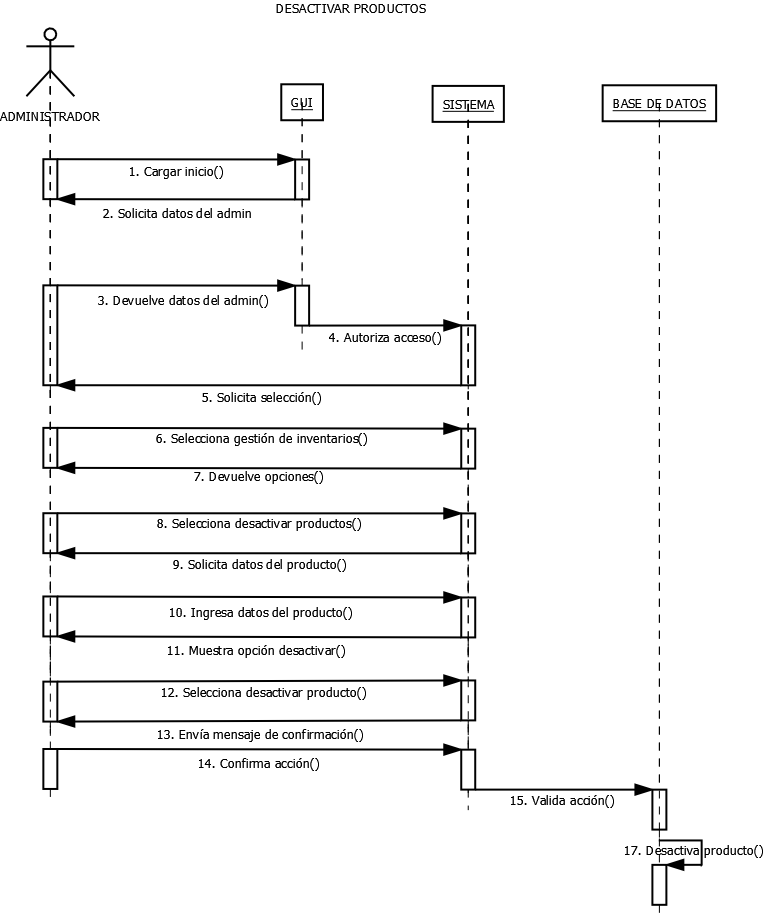 DESACTIVAR PRODUCTOS
ADMINISTRADOR
GUI
SISTEMA
BASE DE DATOS
1. Cargar inicio()
2. Solicita datos del admin
3. Devuelve datos del admin()
4. Autoriza acceso()
5. Solicita selección()
6. Selecciona gestión de inventarios()
7. Devuelve opciones()
8. Selecciona desactivar productos()
9. Solicita datos del producto()
10. Ingresa datos del producto()
11. Muestra opción desactivar()
12. Selecciona desactivar producto()
13. Envía mensaje de confirmación()
14. Confirma acción()
15. Valida acción()
17. Desactiva producto()